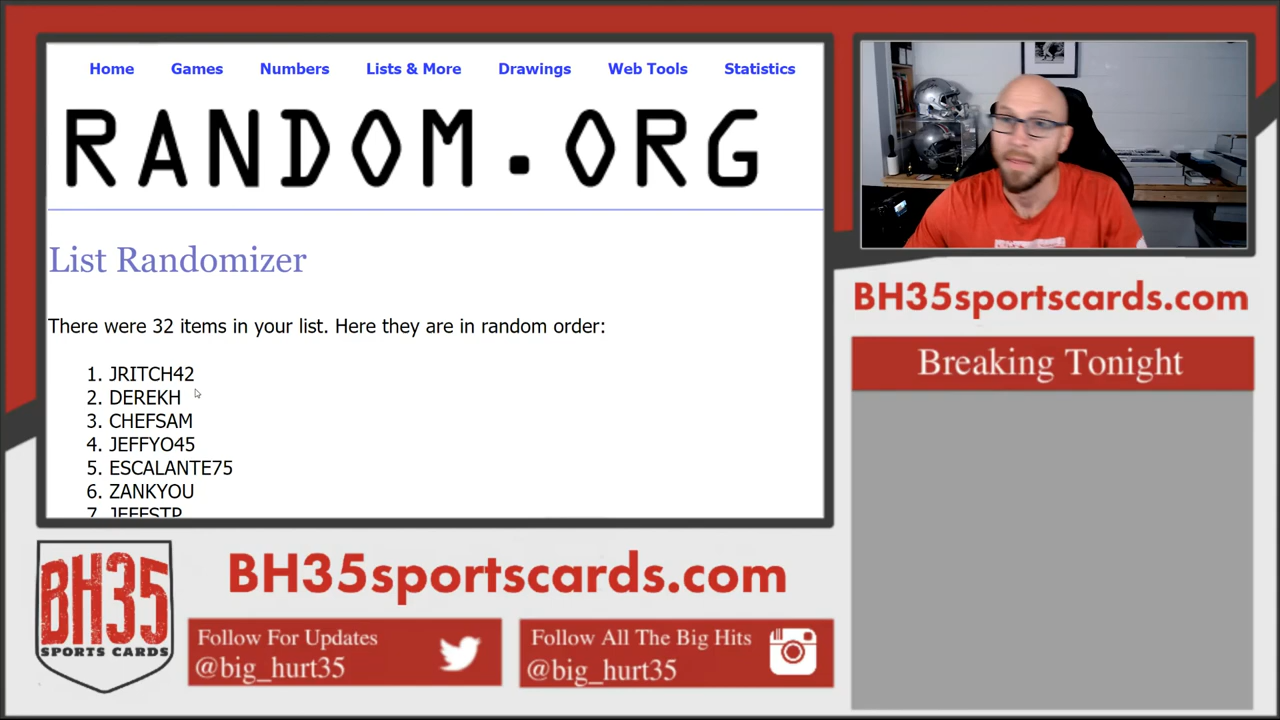 Home Games Numbers Lists & More Drawings Web Tools Statistics
RANDOM.ORG
List Randomizer
There were 32 items in your list. Here they are in random order:
1. JRITCH42
2. DEREKH
3. CHEFSAM
4. JEFFYO45
5. ESCALANTE75
6. ZANKYOU
BH35sportscards.com
Breaking Tonight
BH35
SPORTS CARDS
BH35sportscards.com
Follow For Updates
@big_hurt35
Follow All The Big Hits
@big_hurt35